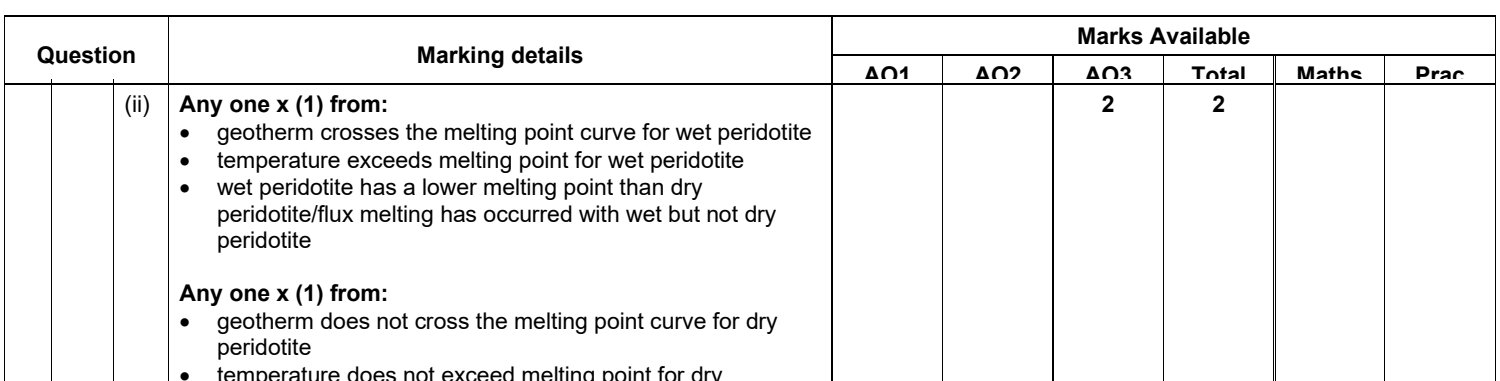 Question Marking details Marks Available
AO1 AO2 AO3 Total Maths Prac
(ii) Any one x (1) from: 2 2
• geotherm crosses the melting point curve for wet peridotite
• temperature exceeds melting point for wet peridotite
• wet peridotite has a lower melting point than dry
peridotite/flux melting has occurred with wet but not dry
peridotite
Any one x (1) from:
• geotherm does not cross the melting point curve for dry
peridotite
• temperature does not exceed melting point for dry